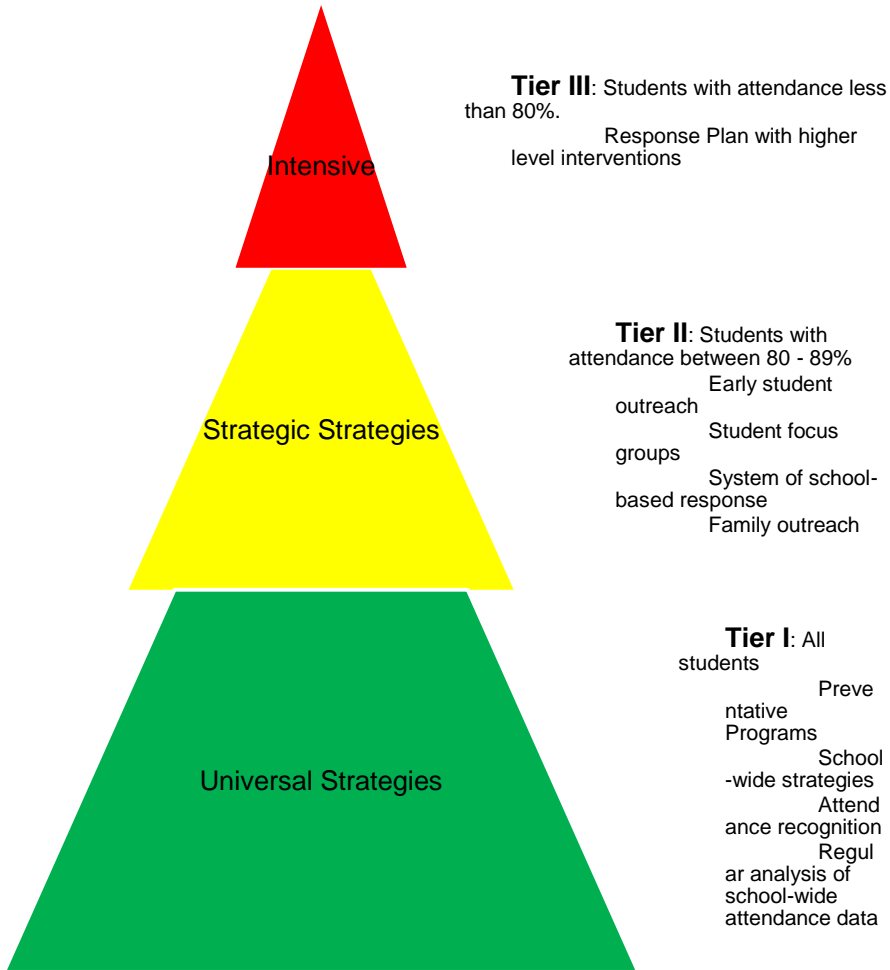 Tier III: Students with attendance less
than 80%.
Response Plan with higher
level interventions
Intensive
Tier II: Students with
attendance between 80 - 89%
Early student
outreach
Student focus
groups
System of school-
based response
Family outreach
Strategic Strategies
Tier I: All
students
Preve
ntative
Programs
School
-wide strategies
Attend
ance recognition
Regul
ar analysis of
school-wide
attendance data
Universal Strategies